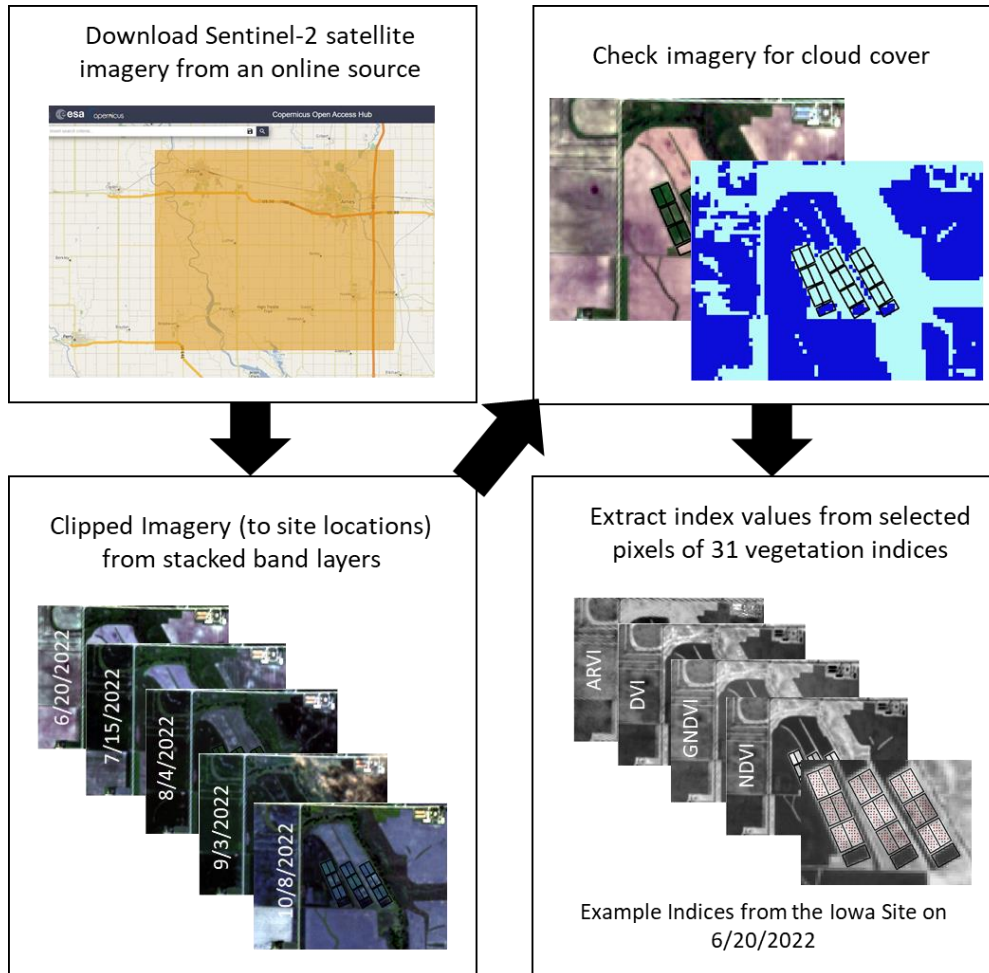 Download Sentinel-2 satellite
imagery from an online source
esa
opernicus
Copernicus Open Access Hub
Clipped Imagery (to site locations)
from stacked band layers
6/20/2022
7/15/2022
8/4/2022
9/3/2022
10/8/2022
Check imagery for cloud cover
Extract index values from selected
pixels of 31 vegetation indices
ARVI
DVI
GNDVI
NDVI
Example Indices from the Iowa Site on
6/20/2022